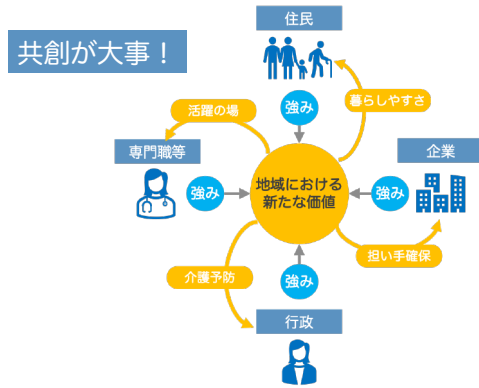 共創が大事！
住民
強み
暮らしやすさ
活躍の場
専門職等
強み
地域における
新たな価値
強み
企業
担い手確保
介護予防
強み
行政